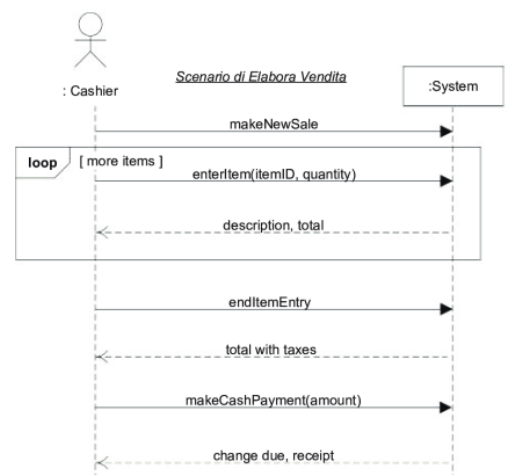 Scenario di Elabora Vendita
: Cashier
:System
makeNewSale
loop
[ more items ]
enterItem(itemID, quantity)
description, total
endItemEntry
total with taxes
makeCashPayment(amount)
change due, receipt